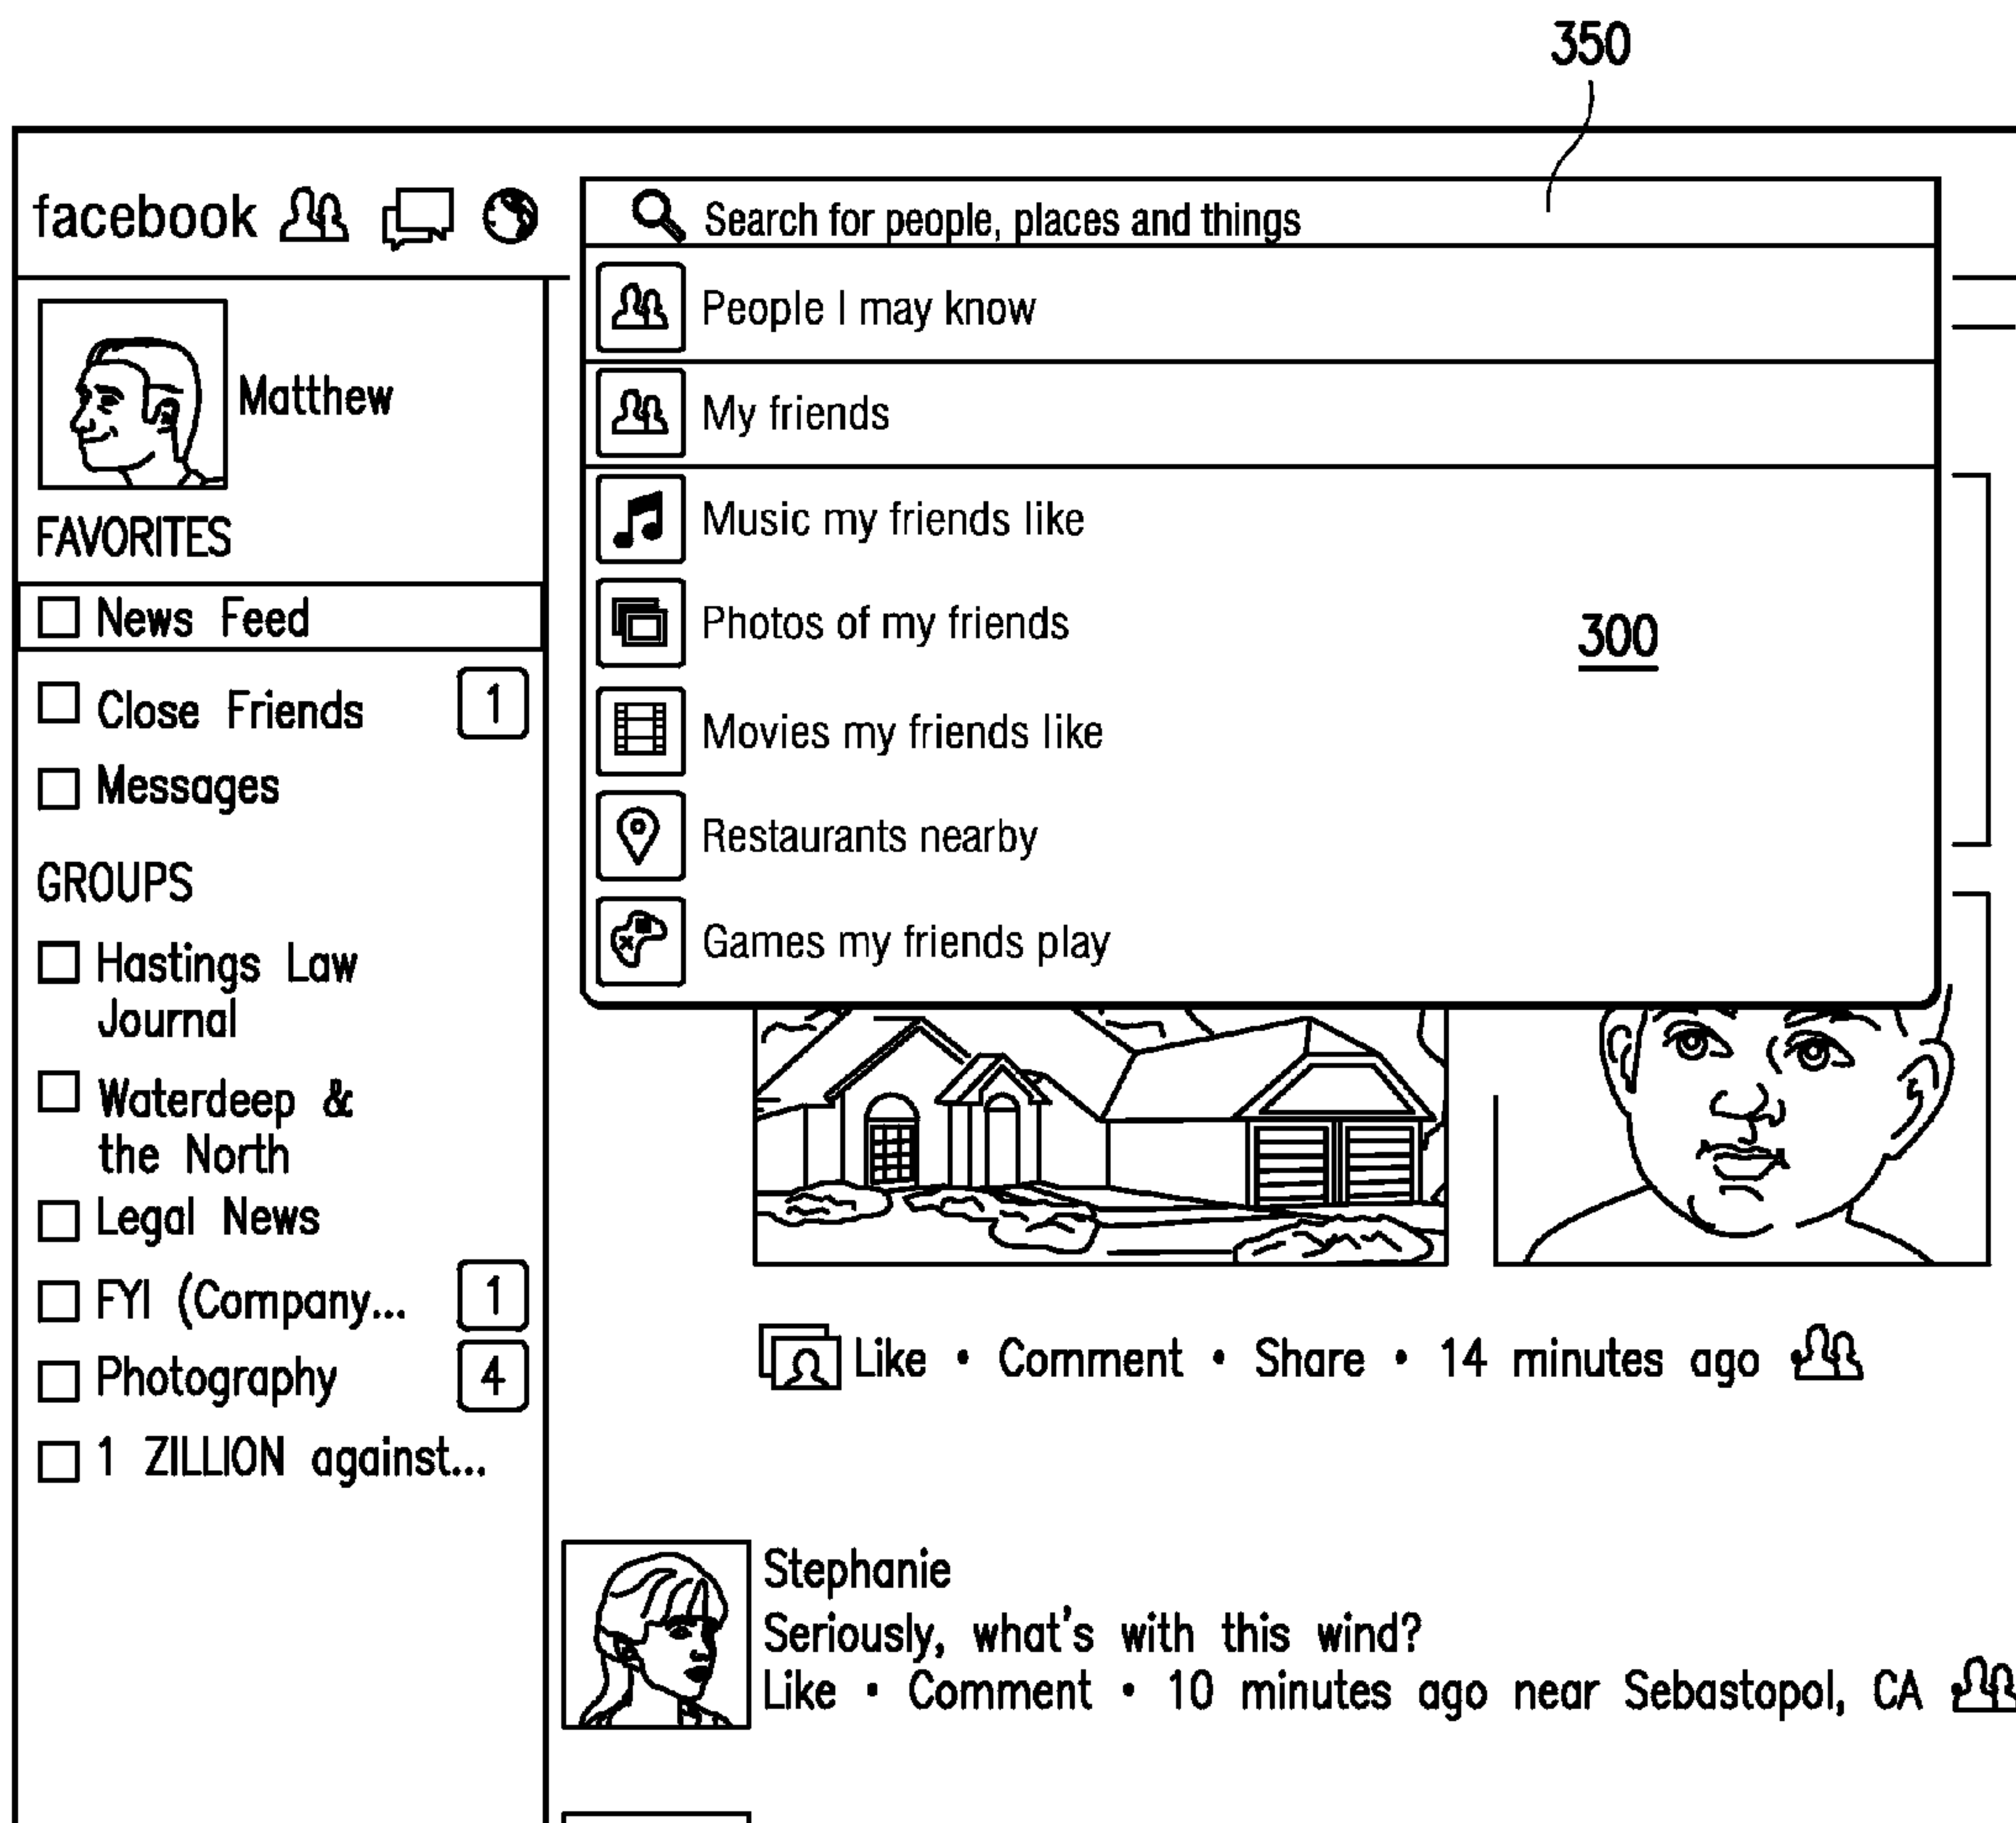 350
facebook
Search for people, places and things
People I may know
My friends
Music my friends like
Photos of my friends
Movies my friends like
Restaurants nearby
Games my friends play
300
Matthew
FAVORITES
News Feed
Close Friends 1
Messages
GROUPS
Hastings Law
Journal
Waterdeep &
the North
Legal News
FYI (Company... 1
Photography 4
1 ZILLION against...
Like • Comment • Share • 14 minutes ago
Stephanie
Seriously, what's with this wind?
Like • Comment • 10 minutes ago near Sebastopol, CA